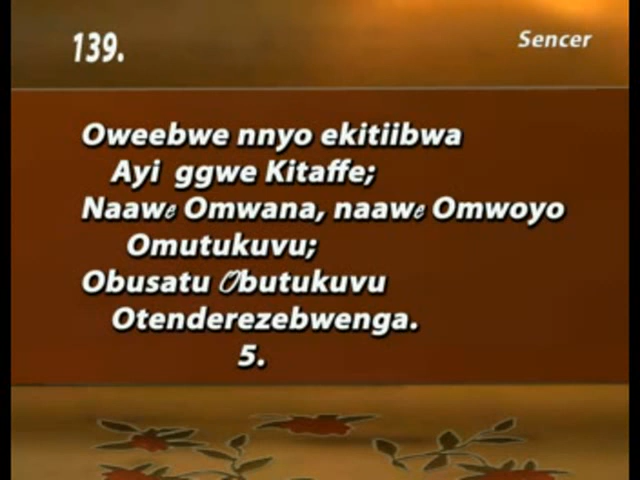 139.
Sencer
Oweebwe nnyo ekitiibwa
Ayi ggwe Kitaffe;
Naawe Omwana, naawe Omwoyo
Omutukuvu;
Obusatu Obutukuvu
Otenderezebwenga.
5.